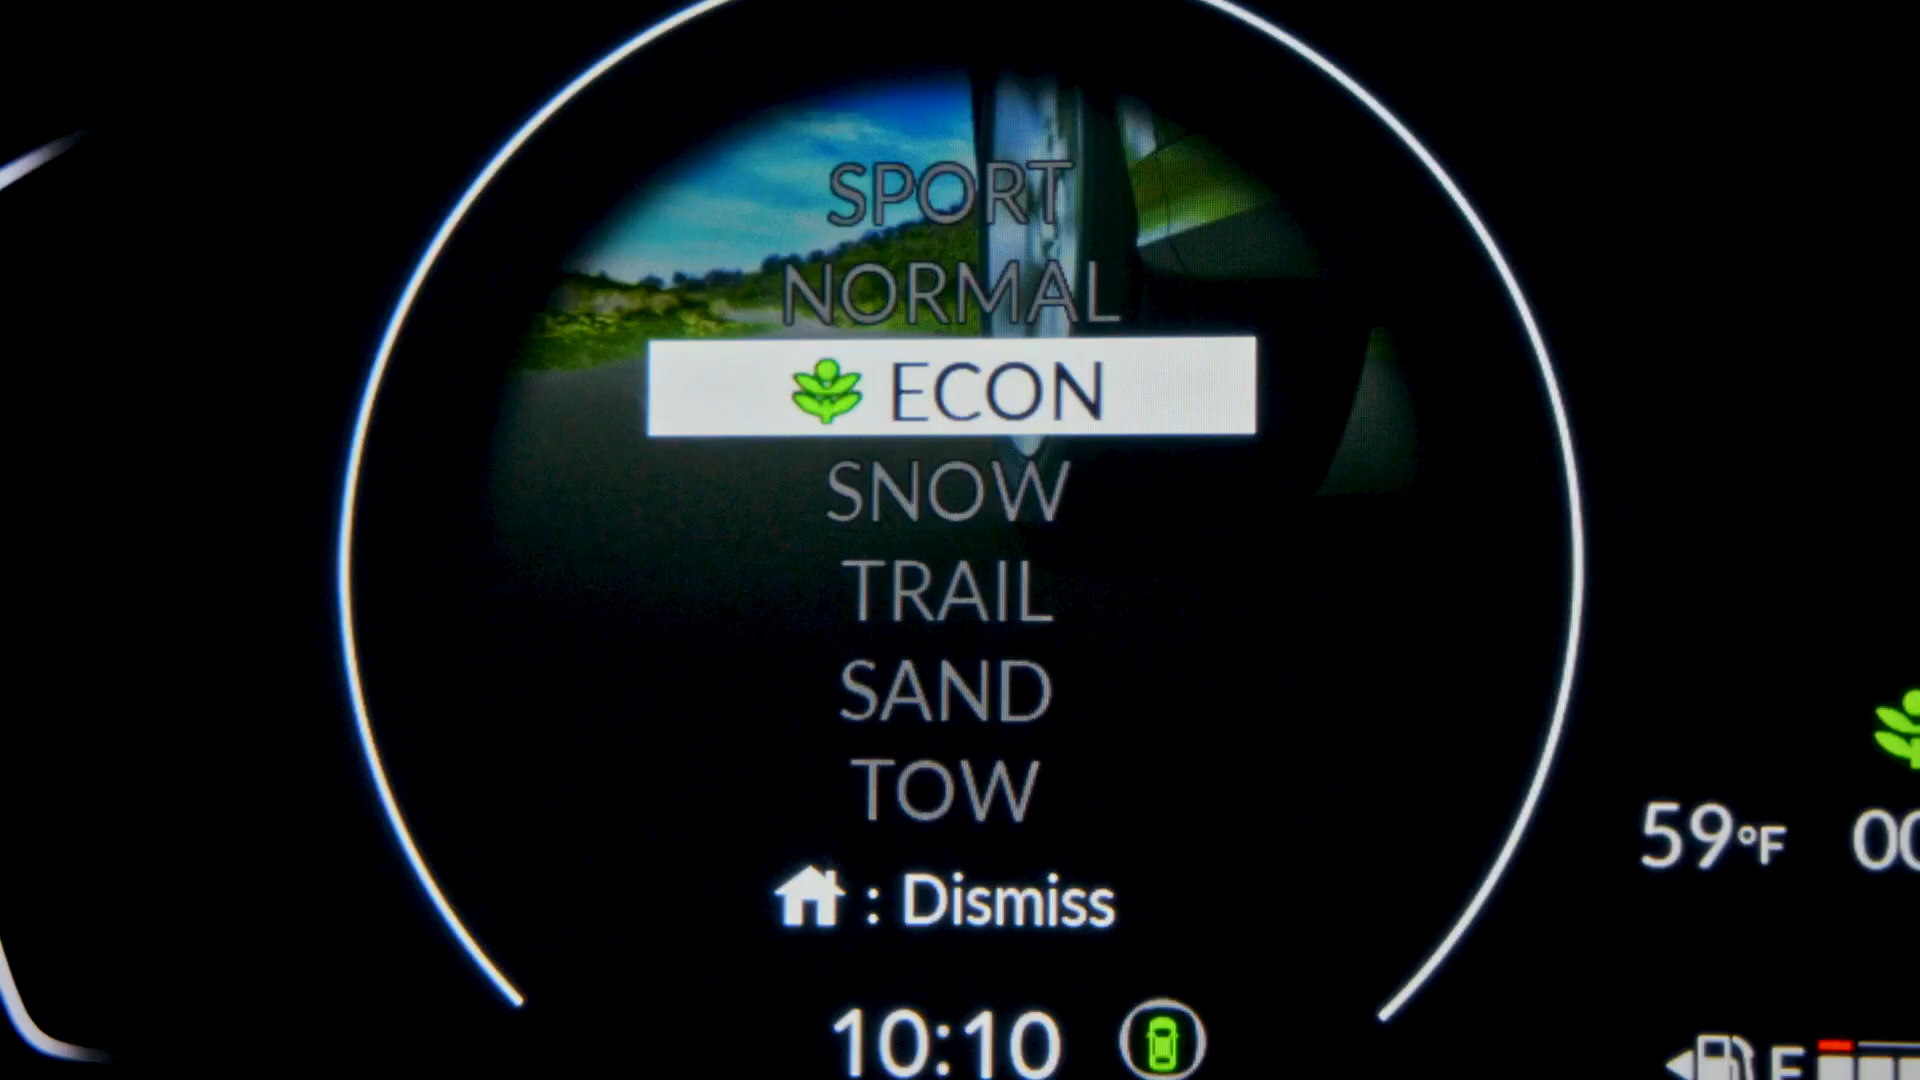 SPORT
NORMAL
ECON
SNOW
TRAIL
SAND
TOW
: Dismiss
59°F
10:10